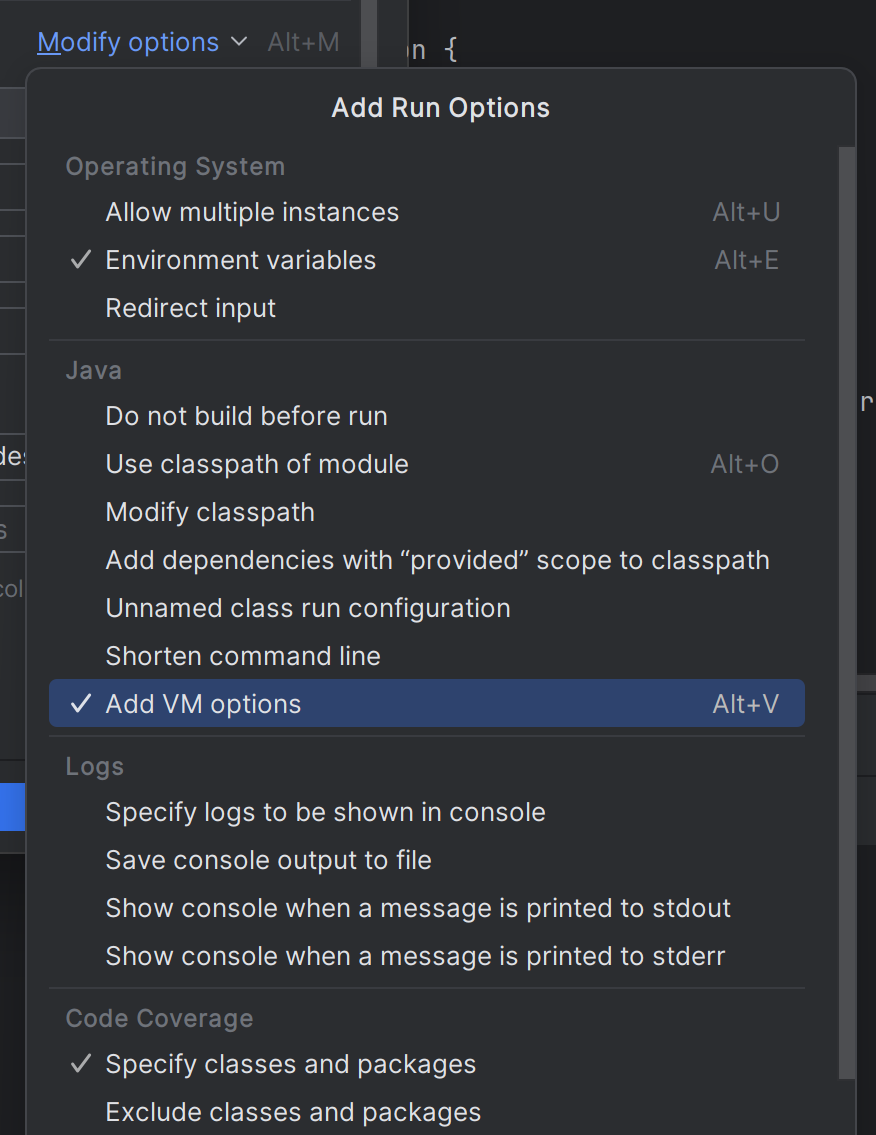 Modify options Alt+M
n {
Add Run Options
Operating System
Allow multiple instances Alt+U
Environment variables Alt+E
Redirect input
Java
r
Do not build before run
Use classpath of module Alt+O
Modify classpath
Add dependencies with “provided” scope to classpath
Unnamed class run configuration
Shorten command line
Add VM options Alt+V
Logs
Specify logs to be shown in console
Save console output to file
Show console when a message is printed to stdout
Show console when a message is printed to stderr
Code Coverage
Specify classes and packages
Exclude classes and packages